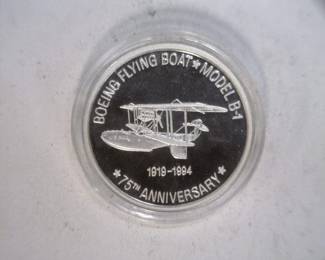 BOEING FLYING BOAT★MODEL B-1
1919-1994
★75TH ANNIVERSARY★